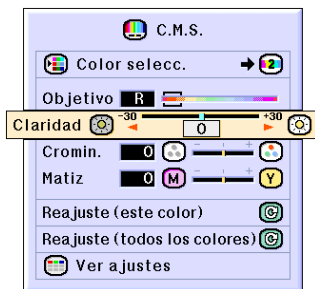 C.M.S.
Color selecc. 2
Objetivo R
Claridad -30 0 +30
Cromin. 0 - +
Matiz 0 M - + Y
Reajuste (este color)
Reajuste (todos los colores)
Ver ajustes